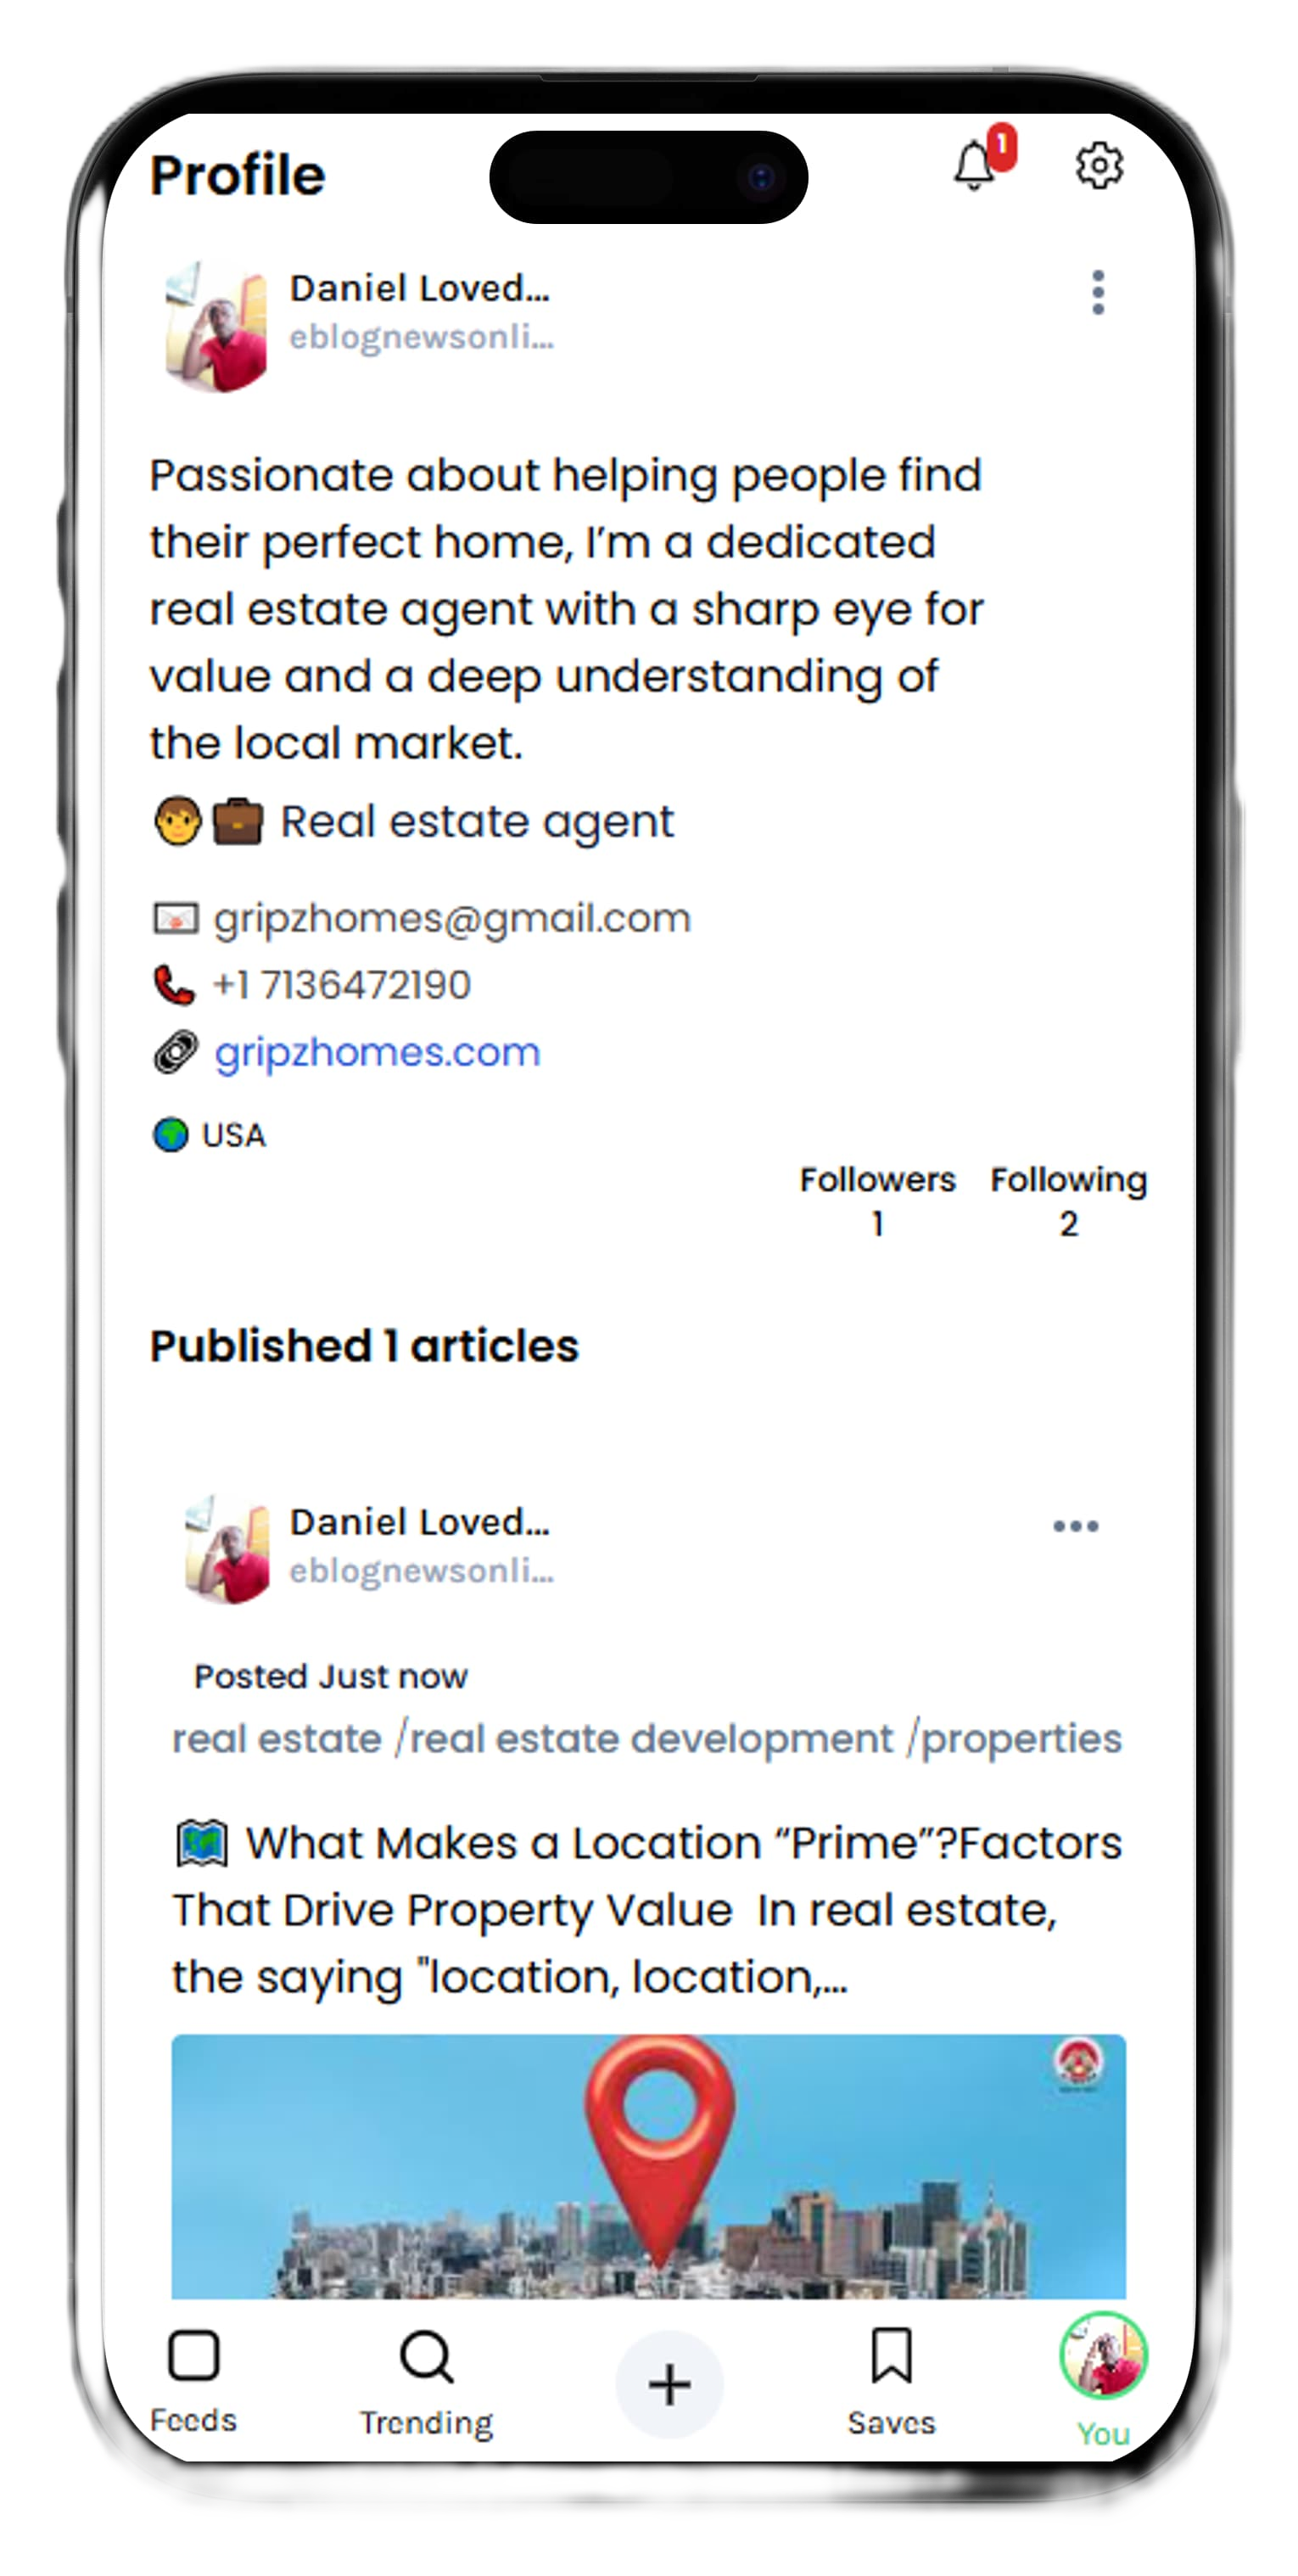 Profile
1
Daniel Loved...
eblognewsonli...
Passionate about helping people find
their perfect home, I’m a dedicated
real estate agent with a sharp eye for
value and a deep understanding of
the local market.
Real estate agent
gripzhomes@gmail.com
+1 7136472190
gripzhomes.com
USA
Followers Following
1 2
Published 1 articles
Daniel Loved...
eblognewsonli...
Posted Just now
real estate /real estate development /properties
What Makes a Location “Prime”?Factors
That Drive Property Value In real estate,
the saying "location, location,...
Feeds Trending Saves You